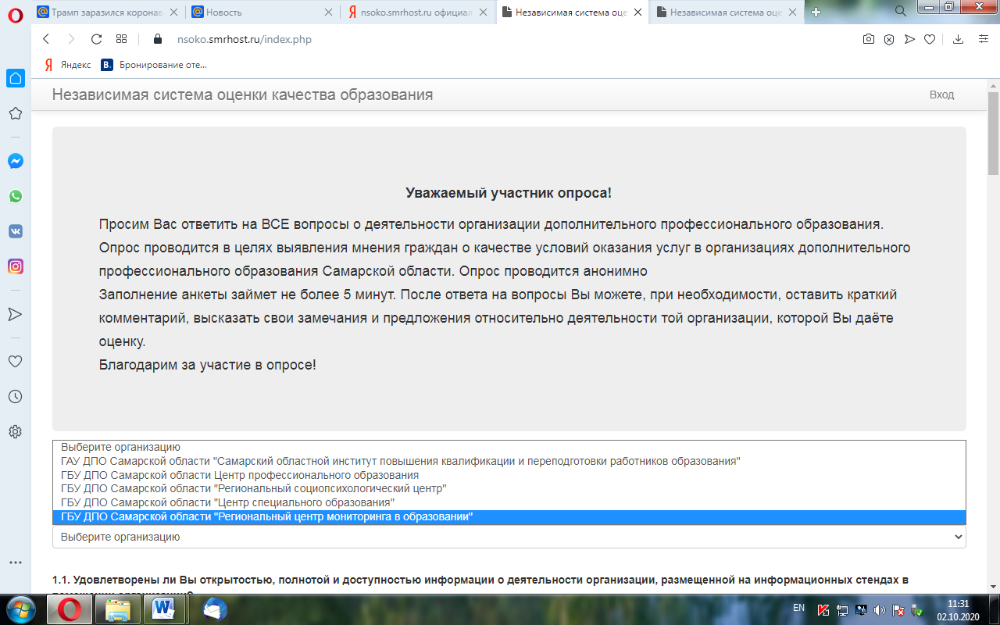 Трамп заразился коронав
Новость
nsoko.smrhost.ru официал
Независимая система оце
Независимая система оце
nsoko.smrhost.ru/index.php
Яндекс
B. Бронирование оте...
Независимая система оценки качества образования
Вход
Уважаемый участник опроса!
Просим Вас ответить на ВСЕ вопросы о деятельности организации дополнительного профессионального образования.
Опрос проводится в целях выявления мнения граждан о качестве условий оказания услуг в организациях дополнительного
профессионального образования Самарской области. Опрос проводится анонимно
Заполнение анкеты займет не более 5 минут. После ответа на вопросы Вы можете, при необходимости, оставить краткий
комментарий, высказать свои замечания и предложения относительно деятельности той организации, которой Вы даёте
оценку.
Благодарим за участие в опросе!
Выберите организацию
ГАУ ДПО Самарской области "Самарский областной институт повышения квалификации и переподготовки работников образования"
ГБУ ДПО Самарской области Центр профессионального образования
ГБУ ДПО Самарской области "Региональный социопсихологический центр"
ГБУ ДПО Самарской области "Центр специального образования"
ГБУ ДПО Самарской области "Региональный центр мониторинга в образовании"
Выберите организацию
1.1. Удовлетворены ли Вы открытостью, полнотой и доступностью информации о деятельности организации, размещенной на информационных стендах в
EN
11:31
02.10.2020